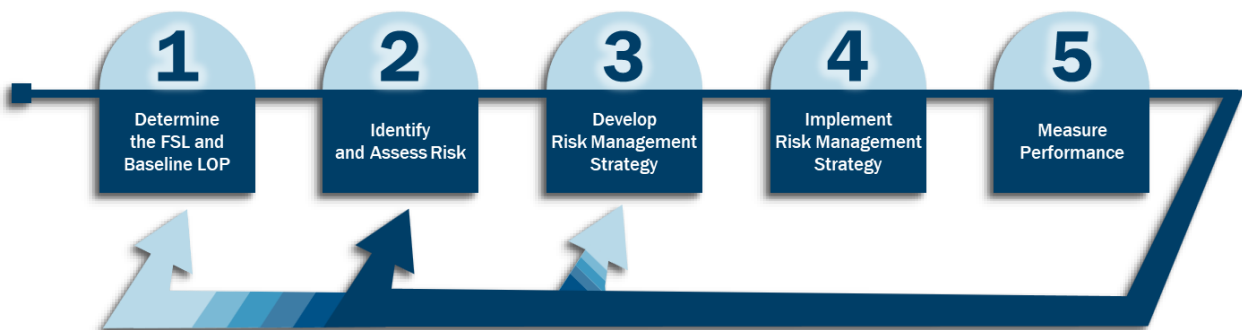 1
Determine
the FSL and
Baseline LOP
2
Identify
and Assess Risk
3
Develop
Risk Management
Strategy
4
Implement
Risk Management
Strategy
5
Measure
Performance